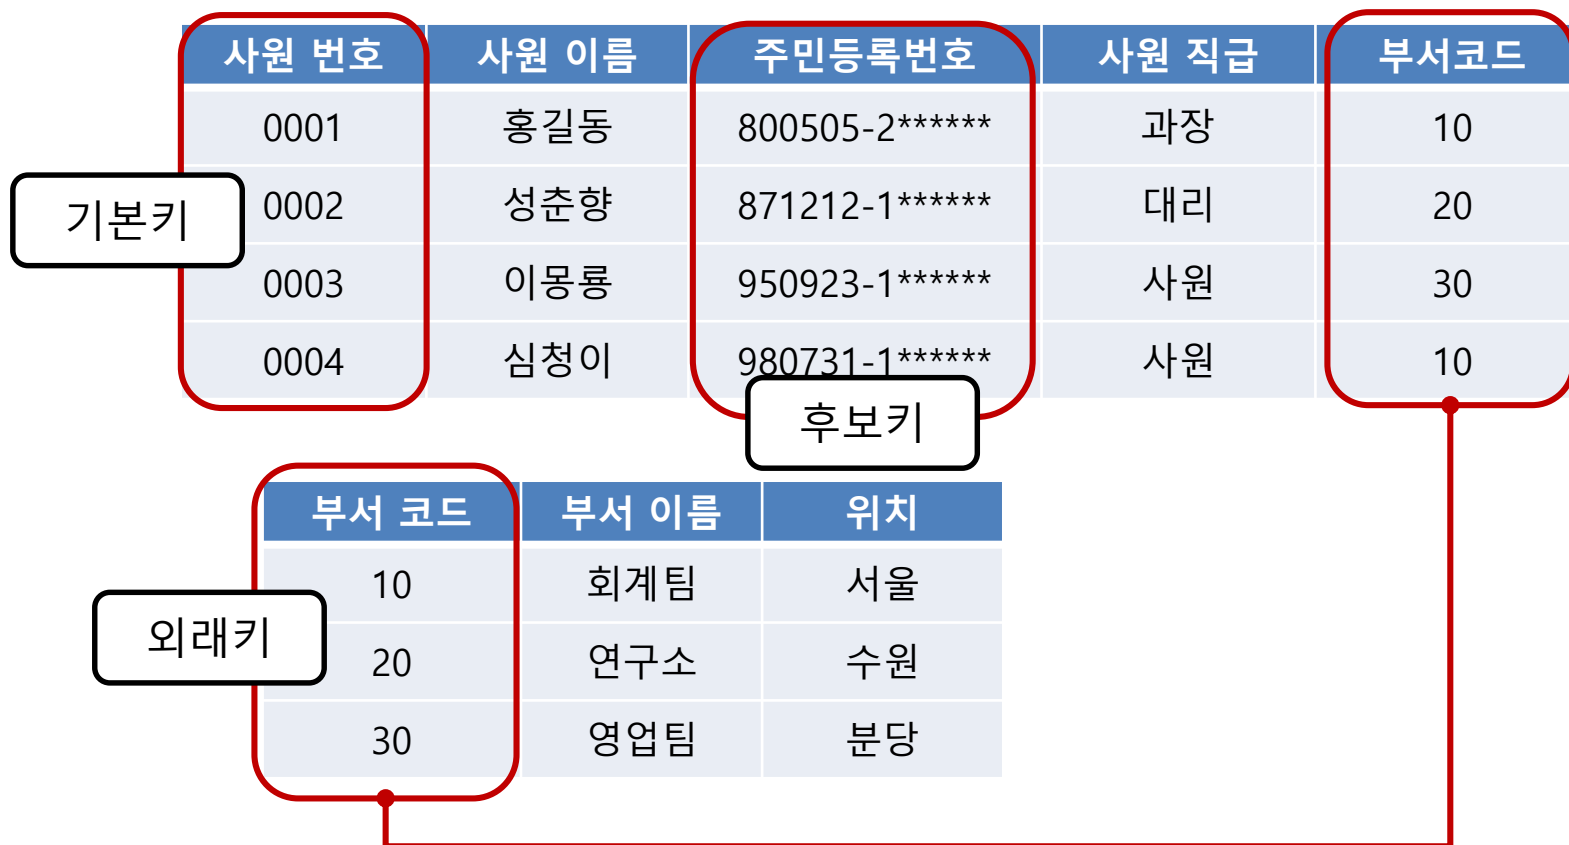 사원 번호 사원 이름 주민등록번호 사원 직급 부서코드
0001 홍길동 800505-2****** 과장 10
0002 성춘향 871212-1****** 대리 20
기본키
0003 이몽룡 950923-1****** 사원 30
0004 심청이 980731-1****** 사원 10
후보키
부서 코드 부서 이름 위치
10 회계팀 서울
외래키
20 연구소 수원
30 영업팀 분당